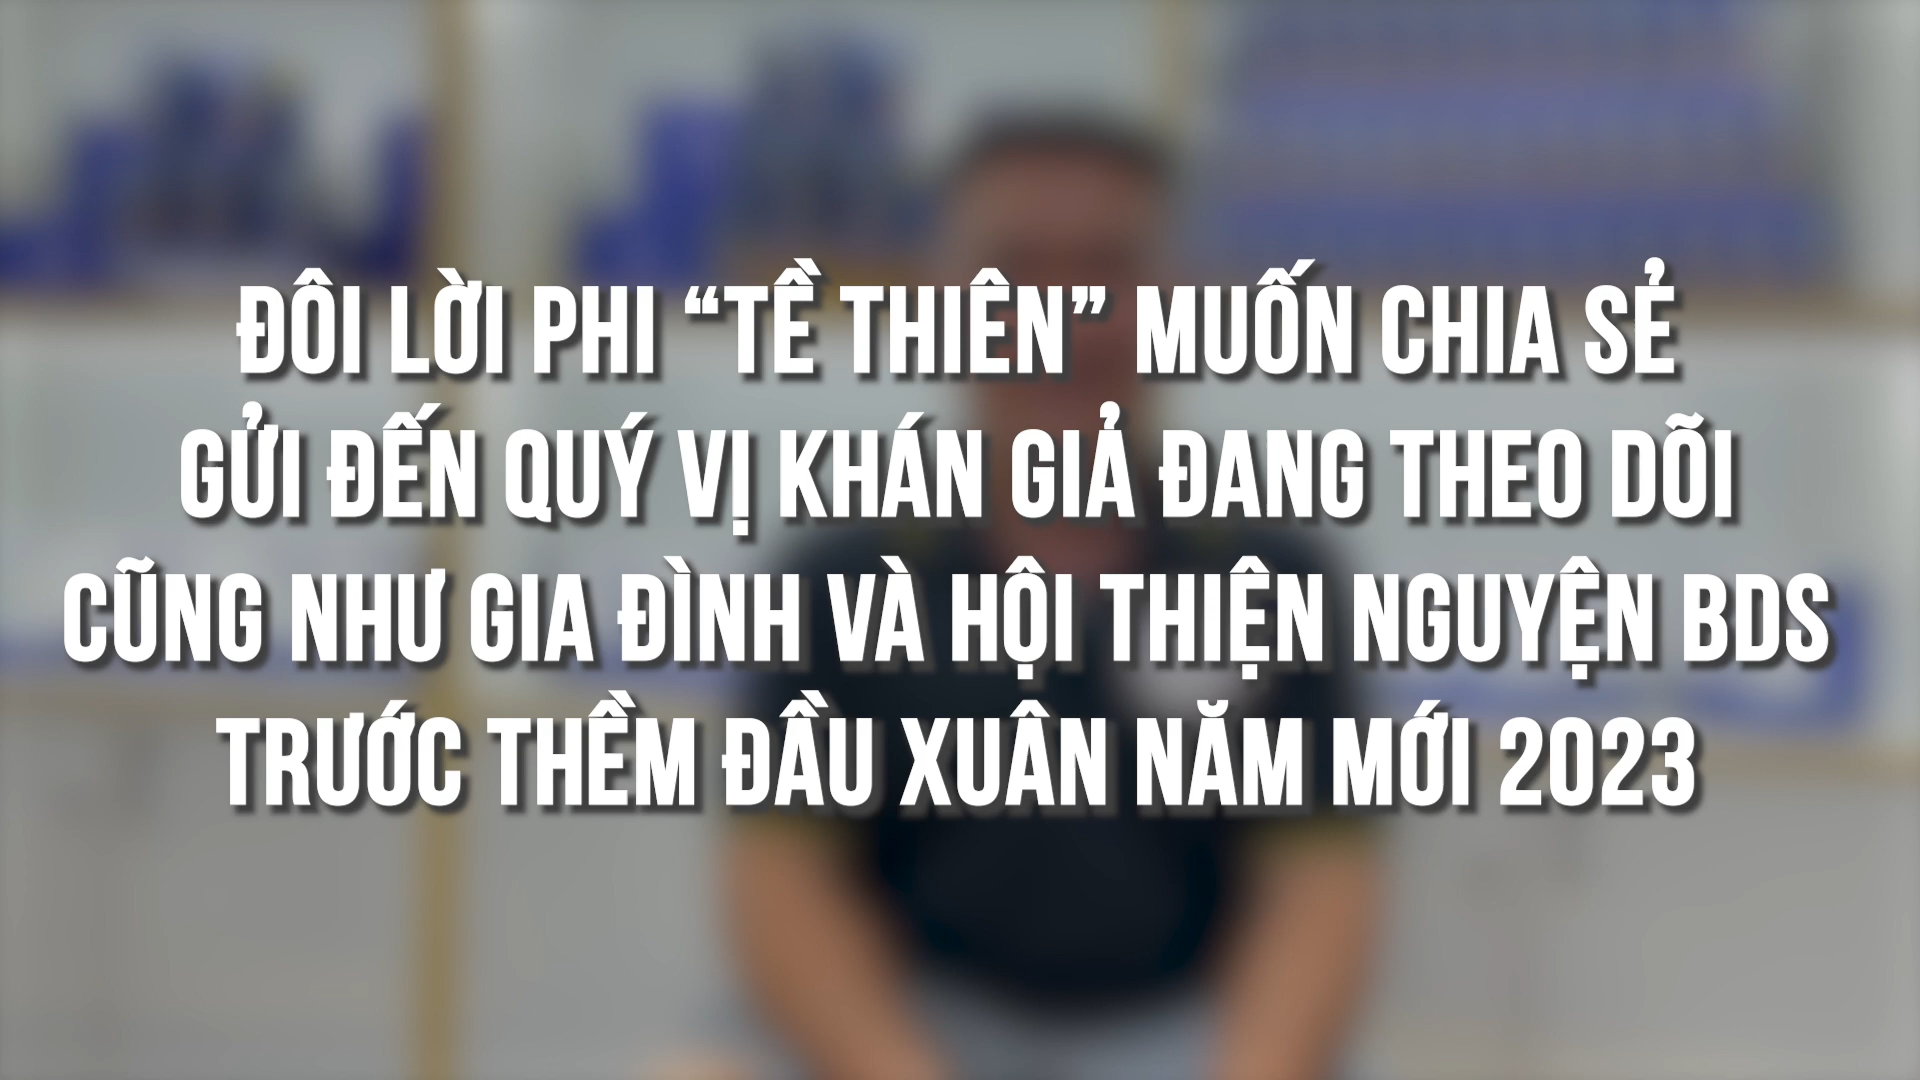 ĐÔI LỜI PHI “TỀ THIÊN” MUỐN CHIA SẺ
GỬI ĐẾN QUÝ VỊ KHÁN GIẢ ĐANG THEO DÕI
CŨNG NHƯ GIA ĐÌNH VÀ HỘI THIỆN NGUYỆN BDS
TRƯỚC THỀM ĐẦU XUÂN NĂM MỚI 2023